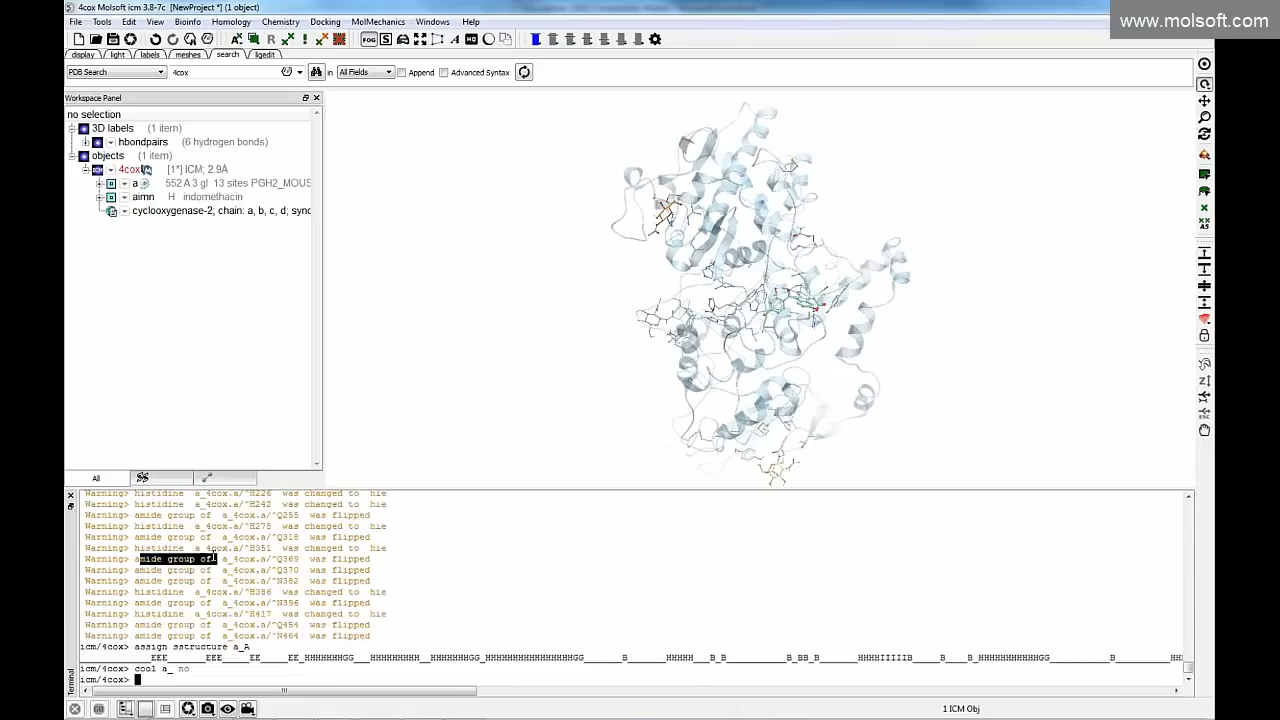 4cox Molsoft icm 3.8-7c [NewProject *] (1 object)
www.molsoft.com
File Tools Edit View Bioinfo Homology Chemistry Docking MolMechanics Windows Help
display light labels meshes search ligedit
PDB Search 4cox in All Fields Append Advanced Syntax
Workspace Panel
no selection
3D labels (1 item)
hbondpairs (6 hydrogen bonds)
objects (1 item)
4cox [1*] ICM; 2.9Å
a 552 A 3 gl 13 sites PGH2_MOUS
aimn H indomethacin
cyclooxygenase-2; chain: a, b, c, d; sync
All
Warning> histidine a_4cox.a/^H226 was changed to hie
Warning> histidine a_4cox.a/^H242 was changed to hie
Warning> amide group of a_4cox.a/^Q255 was flipped
Warning> histidine a_4cox.a/^H278 was changed to hie
Warning> amide group of a_4cox.a/^Q318 was flipped
Warning> histidine a_4cox.a/^H351 was changed to hie
Warning> amide group of a_4cox.a/^Q369 was flipped
Warning> amide group of a_4cox.a/^Q370 was flipped
Warning> amide group of a_4cox.a/^N382 was flipped
Warning> histidine a_4cox.a/^H386 was changed to hie
Warning> amide group of a_4cox.a/^N396 was flipped
Warning> histidine a_4cox.a/^H417 was changed to hie
Warning> amide group of a_4cox.a/^Q454 was flipped
Warning> amide group of a_4cox.a/^N464 was flipped
icm/4cox> assign sstructure a_A
icm/4cox> cool a_ no
icm/4cox>
Terminal
1 ICM Obj